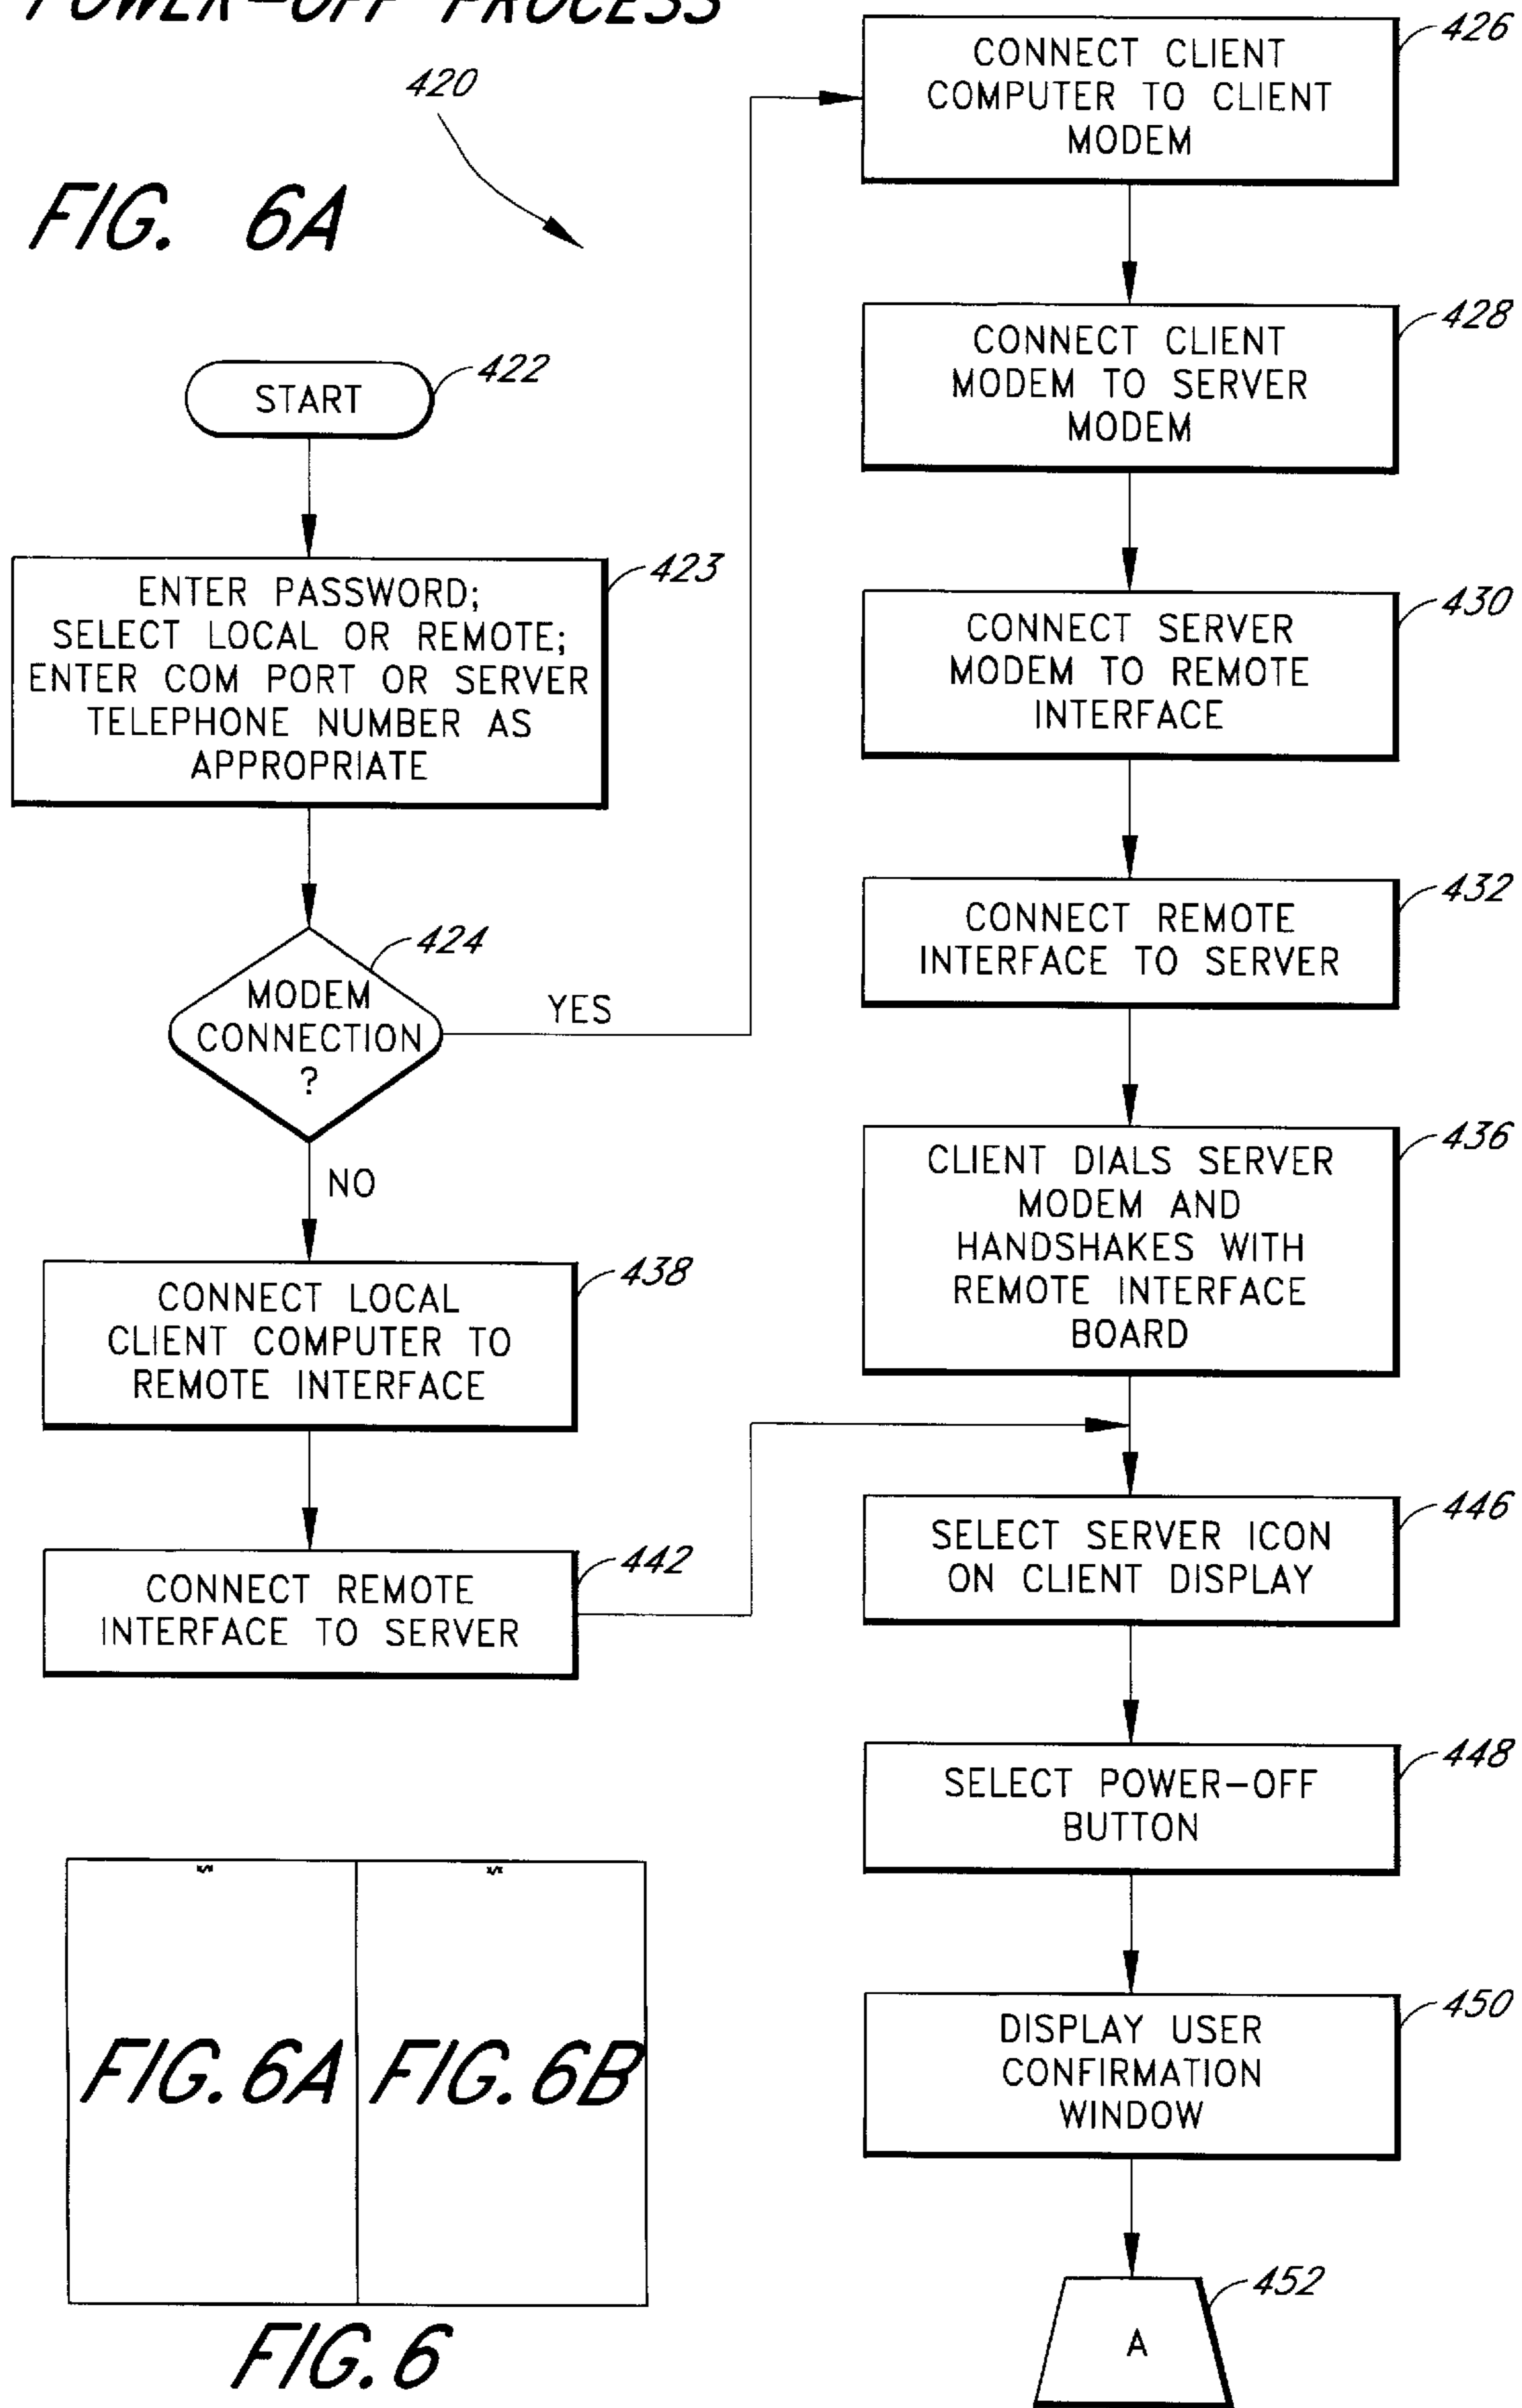 POWER-OFF PROCESS
420
FIG. 6A
START
422
ENTER PASSWORD;
SELECT LOCAL OR REMOTE;
ENTER COM PORT OR SERVER
TELEPHONE NUMBER AS
APPROPRIATE
423
MODEM
CONNECTION
?
424
YES
NO
CONNECT LOCAL
CLIENT COMPUTER TO
REMOTE INTERFACE
438
CONNECT REMOTE
INTERFACE TO SERVER
442
CONNECT CLIENT
COMPUTER TO CLIENT
MODEM
426
CONNECT CLIENT
MODEM TO SERVER
MODEM
428
CONNECT SERVER
MODEM TO REMOTE
INTERFACE
430
CONNECT REMOTE
INTERFACE TO SERVER
432
CLIENT DIALS SERVER
MODEM AND
HANDSHAKES WITH
REMOTE INTERFACE
BOARD
436
SELECT SERVER ICON
ON CLIENT DISPLAY
446
SELECT POWER-OFF
BUTTON
448
DISPLAY USER
CONFIRMATION
WINDOW
450
A
452
FIG. 6A
FIG. 6B
FIG. 6